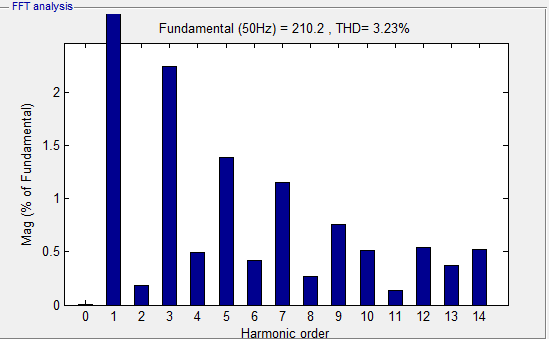 FFT analysis
Fundamental (50Hz) = 210.2 , THD= 3.23%
Mag (% of Fundamental)
2
1.5
1
0.5
0
0 1 2 3 4 5 6 7 8 9 10 11 12 13 14
Harmonic order